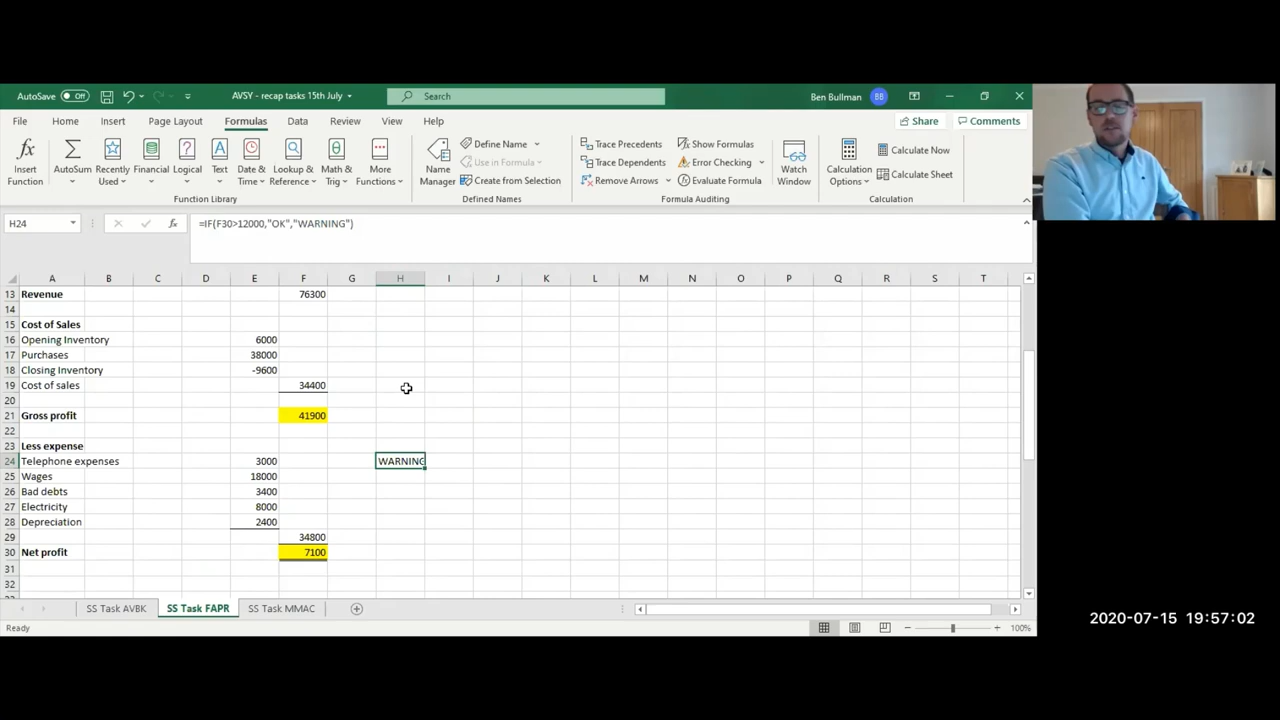 AutoSave Off AVSY - recap tasks 15th July Search Ben Bullman BB
File Home Insert Page Layout Formulas Data Review View Help Share Comments
fx Insert Function
Σ AutoSum
Recently Used
Financial
Logical
Text
Date & Time
Lookup & Reference
Math & Trig
More Functions
Function Library
Name Manager
Define Name
Use in Formula
Create from Selection
Defined Names
Trace Precedents
Trace Dependents
Remove Arrows
Show Formulas
Error Checking
Evaluate Formula
Formula Auditing
Watch Window
Calculation Options
Calculate Now
Calculate Sheet
Calculation
H24 fx =IF(F30>12000,"OK","WARNING")
A B C D E F G H I J K L M N O P Q R S T
13 Revenue 76300
14
15 Cost of Sales
16 Opening Inventory 6000
17 Purchases 38000
18 Closing Inventory -9600
19 Cost of sales 34400
20
21 Gross profit 41900
22
23 Less expense
24 Telephone expenses 3000 WARNING
25 Wages 18000
26 Bad debts 3400
27 Electricity 8000
28 Depreciation 2400
29 34800
30 Net profit 7100
31
32
SS Task AVBK SS Task FAPR SS Task MMAC
Ready 100%
2020-07-15 19:57:02